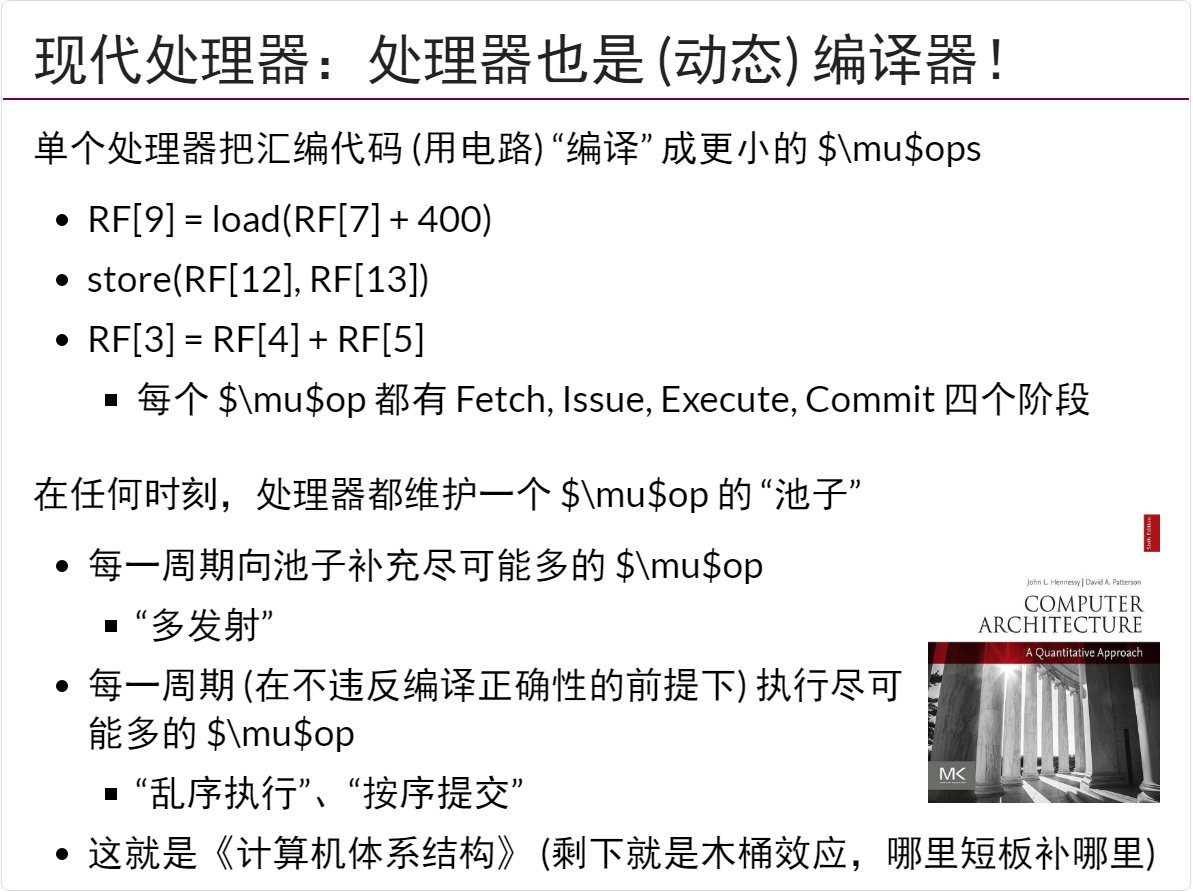 现代处理器：处理器也是 (动态) 编译器！
单个处理器把汇编代码 (用电路) “编译” 成更小的 $\mu$ops
• RF[9] = load(RF[7] + 400)
• store(RF[12], RF[13])
• RF[3] = RF[4] + RF[5]
▪ 每个 $\mu$op 都有 Fetch, Issue, Execute, Commit 四个阶段
在任何时刻，处理器都维护一个 $\mu$op 的 “池子”
• 每一周期向池子补充尽可能多的 $\mu$op
▪ “多发射”
• 每一周期 (在不违反编译正确性的前提下) 执行尽可
能多的 $\mu$op
▪ “乱序执行”、“按序提交”
• 这就是《计算机体系结构》 (剩下就是木桶效应，哪里短板补哪里)
Sixth Edition
John L. Hennessy | David A. Patterson
COMPUTER
ARCHITECTURE
A Quantitative Approach
MK